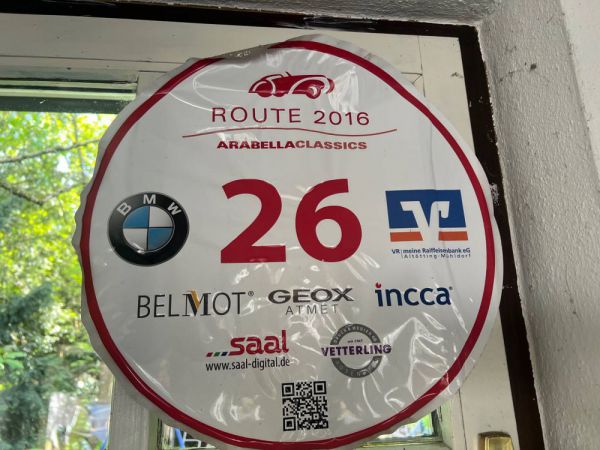 ROUTE 2016
ARABELLACLASSICS
BMW
26
VR meine Raiffeisenbank eG
Altötting-Mühldorf
BELMOT®
GEOX
ATMET
incca®
saal
www.saal-digital.de
VETTERLING